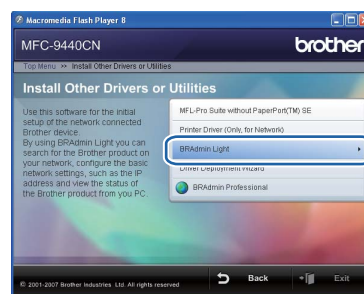 Macromedia Flash Player 8
MFC-9440CN
brother
Top Menu >> Install Other Drivers or Utilities
Install Other Drivers or Utilities
Use this software for the initial
setup of the network connected
Brother device.
By using BRAdmin Light you can
search for the Brother product on
your network, configure the basic
network settings, such as the IP
address and view the status of
the Brother product from you PC.
MFL-Pro Suite without PaperPort(TM) SE
Printer Driver (Only, for Network)
BRAdmin Light
Driver Deployment Wizard
BRAdmin Professional
© 2001-2007 Brother Industries Ltd. All rights reserved
Back
Exit